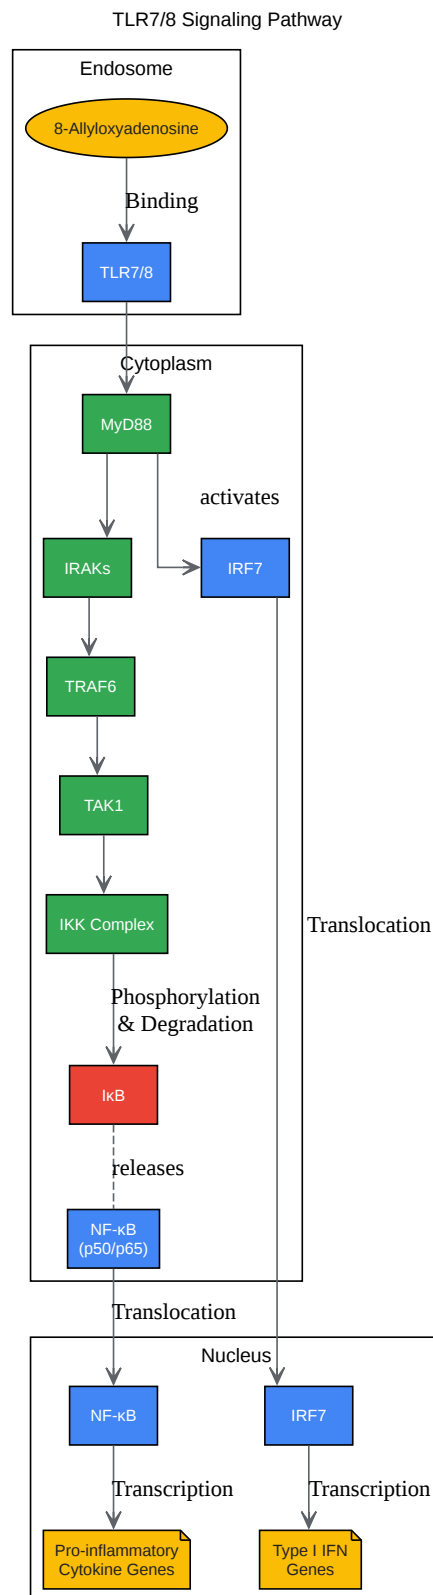 TLR7/8 Signaling Pathway
Endosome
8-Allyloxyadenosine
Binding
TLR7/8
Cytoplasm
MyD88
activates
IRAKs
IRF7
TRAF6
TAK1
IKK Complex
Translocation
Phosphorylation
& Degradation
IκB
releases
NF-κB
(p50/p65)
Translocation
Nucleus
NF-κB
IRF7
Transcription
Transcription
Pro-inflammatory
Cytokine Genes
Type I IFN
Genes